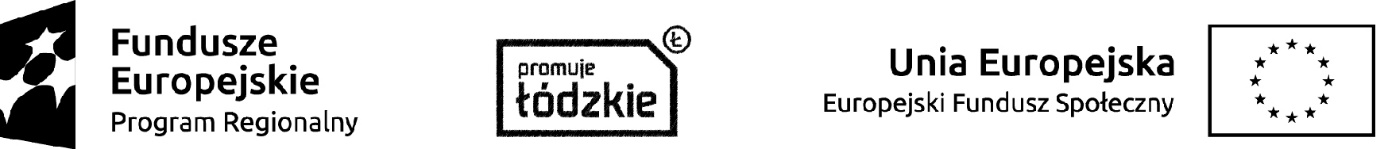 Fundusze
Europejskie
Program Regionalny
Ł
promuje
łódzkie
Unia Europejska
Europejski Fundusz Społeczny